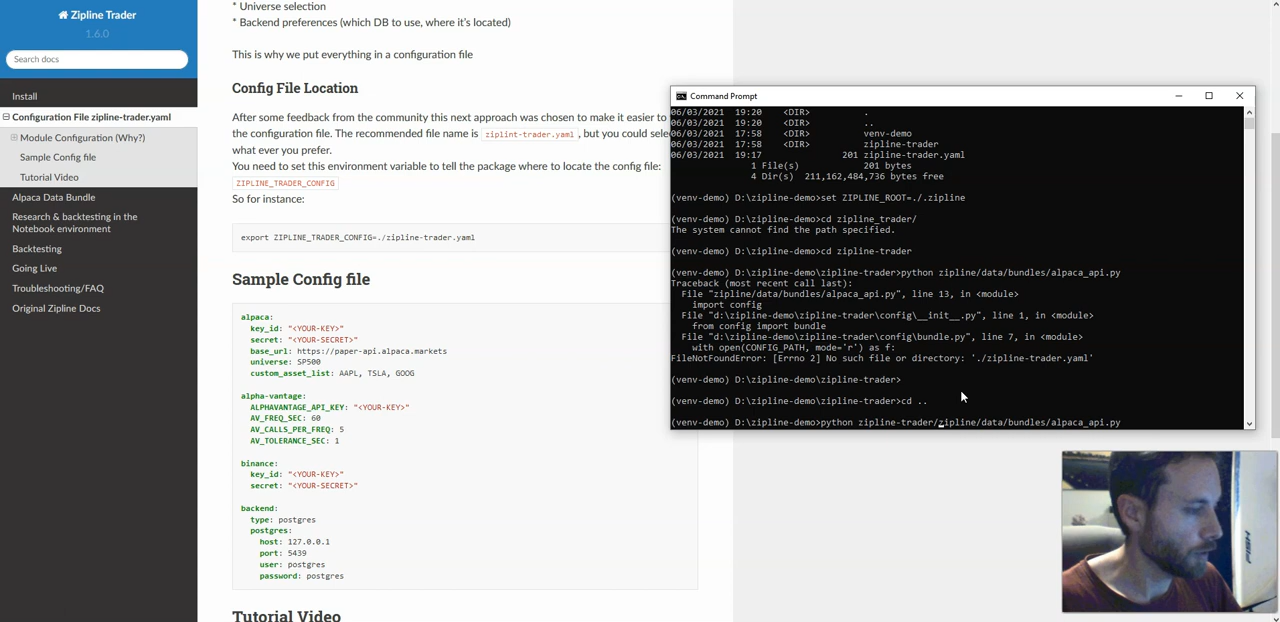 Zipline Trader
1.6.0
Search docs
Install
Configuration File zipline-trader.yaml
Module Configuration (Why?)
Sample Config file
Tutorial Video
Alpaca Data Bundle
Research & backtesting in the
Notebook environment
Backtesting
Going Live
Troubleshooting/FAQ
Original Zipline Docs
* Universe selection
* Backend preferences (which DB to use, where it's located)
This is why we put everything in a configuration file
Config File Location
After some feedback from the community this next approach was chosen to make it easier to
the configuration file. The recommended file name is ziplint-trader.yaml, but you could sele
what ever you prefer.
You need to set this environment variable to tell the package where to locate the config file:
ZIPLINE_TRADER_CONFIG
So for instance:
export ZIPLINE_TRADER_CONFIG=./zipline-trader.yaml
Sample Config file
alpaca:
key_id: "<YOUR-KEY>"
secret: "<YOUR-SECRET>"
base_url: https://paper-api.alpaca.markets
universe: SP500
custom_asset_list: AAPL, TSLA, GOOG
alpha-vantage:
ALPHAVANTAGE_API_KEY: "<YOUR-KEY>"
AV_FREQ_SEC: 60
AV_CALLS_PER_FREQ: 5
AV_TOLERANCE_SEC: 1
binance:
key_id: "<YOUR-KEY>"
secret: "<YOUR-SECRET>"
backend:
type: postgres
postgres:
host: 127.0.0.1
port: 5439
user: postgres
password: postgres
Tutorial Video
Command Prompt
06/03/2021 19:20 <DIR> .
06/03/2021 19:20 <DIR> ..
06/03/2021 17:58 <DIR> venv-demo
06/03/2021 17:58 <DIR> zipline-trader
06/03/2021 19:17 201 zipline-trader.yaml
1 File(s) 201 bytes
4 Dir(s) 211,162,484,736 bytes free
(venv-demo) D:\zipline-demo>set ZIPLINE_ROOT=./.zipline
(venv-demo) D:\zipline-demo>cd zipline_trader/
The system cannot find the path specified.
(venv-demo) D:\zipline-demo>cd zipline-trader
(venv-demo) D:\zipline-demo\zipline-trader>python zipline/data/bundles/alpaca_api.py
Traceback (most recent call last):
File "zipline/data/bundles/alpaca_api.py", line 13, in <module>
import config
File "d:\zipline-demo\zipline-trader\config\__init__.py", line 1, in <module>
from config import bundle
File "d:\zipline-demo\zipline-trader\config\bundle.py", line 7, in <module>
with open(CONFIG_PATH, mode='r') as f:
FileNotFoundError: [Errno 2] No such file or directory: './zipline-trader.yaml'
(venv-demo) D:\zipline-demo\zipline-trader>
(venv-demo) D:\zipline-demo\zipline-trader>cd ..
(venv-demo) D:\zipline-demo>python zipline-trader/zipline/data/bundles/alpaca_api.py